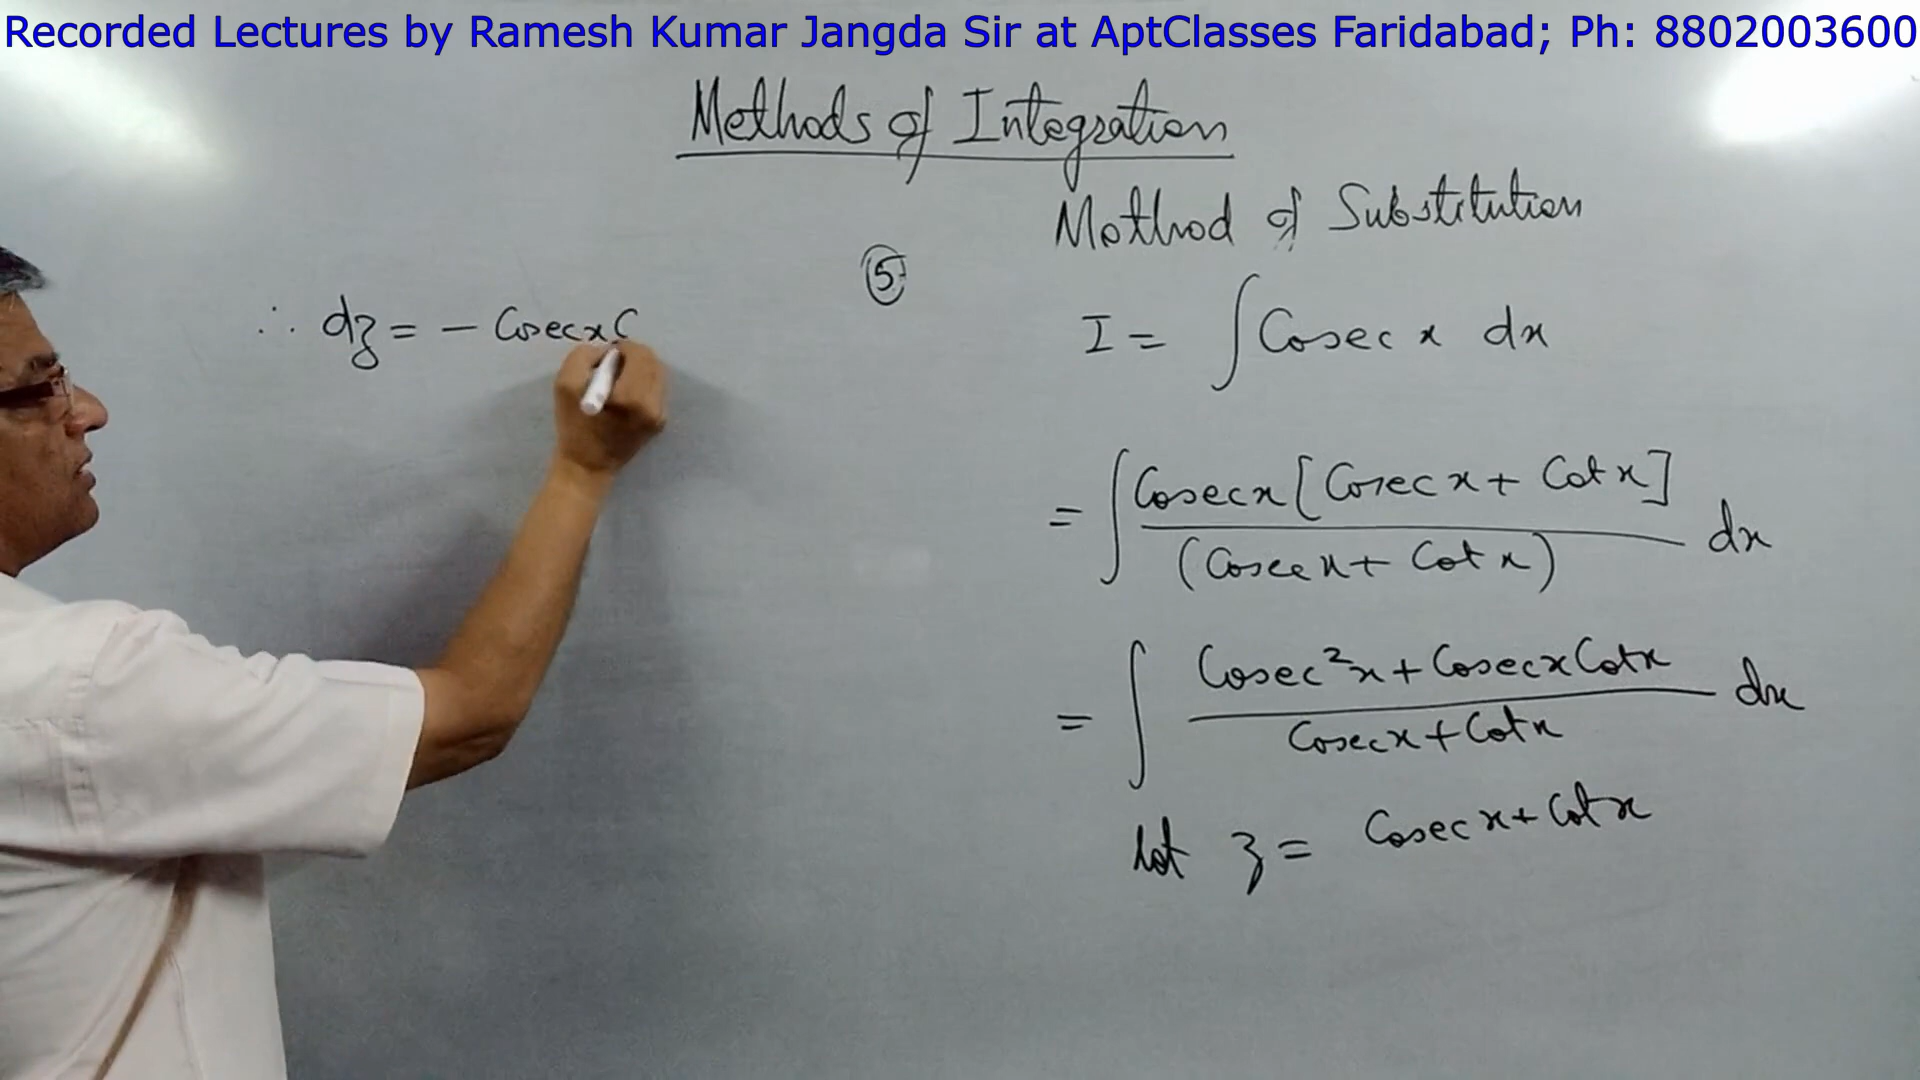 Recorded Lectures by Ramesh Kumar Jangda Sir at AptClasses Faridabad; Ph: 8802003600
Methods of Integration
Method of Substitution
⑤
I = ∫ Cosec x dx
= ∫ Cosecx [Cosec x + Cot x] / (Cosec x + Cot x) dx
= ∫ Cosec²x + Cosecx Cotx / Cosecx + Cotx dx
let z = Cosec x + Cot x
∴ dz = – Cosecx C